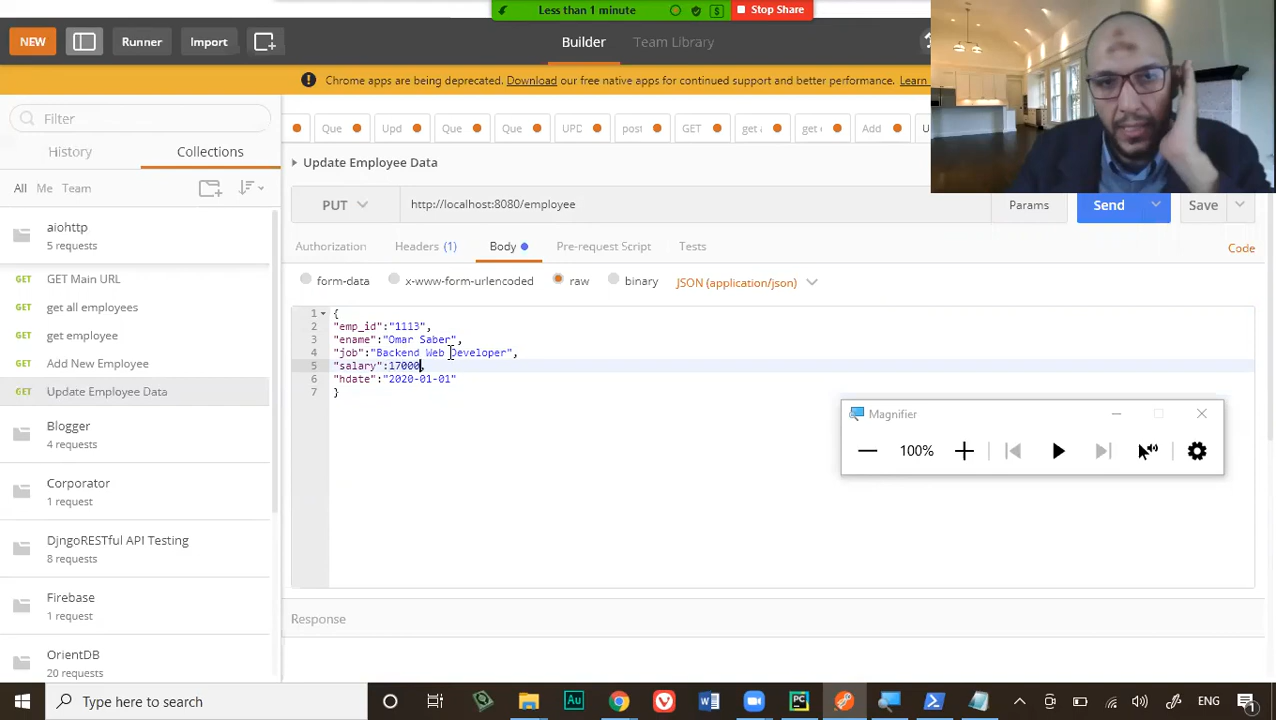 Less than 1 minute
Stop Share
NEW
Runner
Import
Builder
Team Library
Chrome apps are being deprecated. Download our free native apps for continued support and better performance. Learn
Filter
Que
Upd
Que
Que
UPD
post
GET
get
get
Add
Update Employee Data
History
Collections
PUT
http://localhost:8080/employee
Params
Send
Save
All Me Team
Authorization
Headers (1)
Body
Pre-request Script
Tests
Code
aiohttp
5 requests
form-data
x-www-form-urlencoded
raw
binary
JSON (application/json)
GET GET Main URL
GET get all employees
GET get employee
GET Add New Employee
GET Update Employee Data
1 {
2 "emp_id":"1113",
3 "ename":"Omar Saber",
4 "job":"Backend Web Developer",
5 "salary":17000,
6 "hdate":"2020-01-01"
7 }
Blogger
4 requests
Magnifier
100%
Corporator
1 request
DjngoRESTful API Testing
8 requests
Firebase
1 request
Response
OrientDB
20 requests
Type here to search
ENG
1